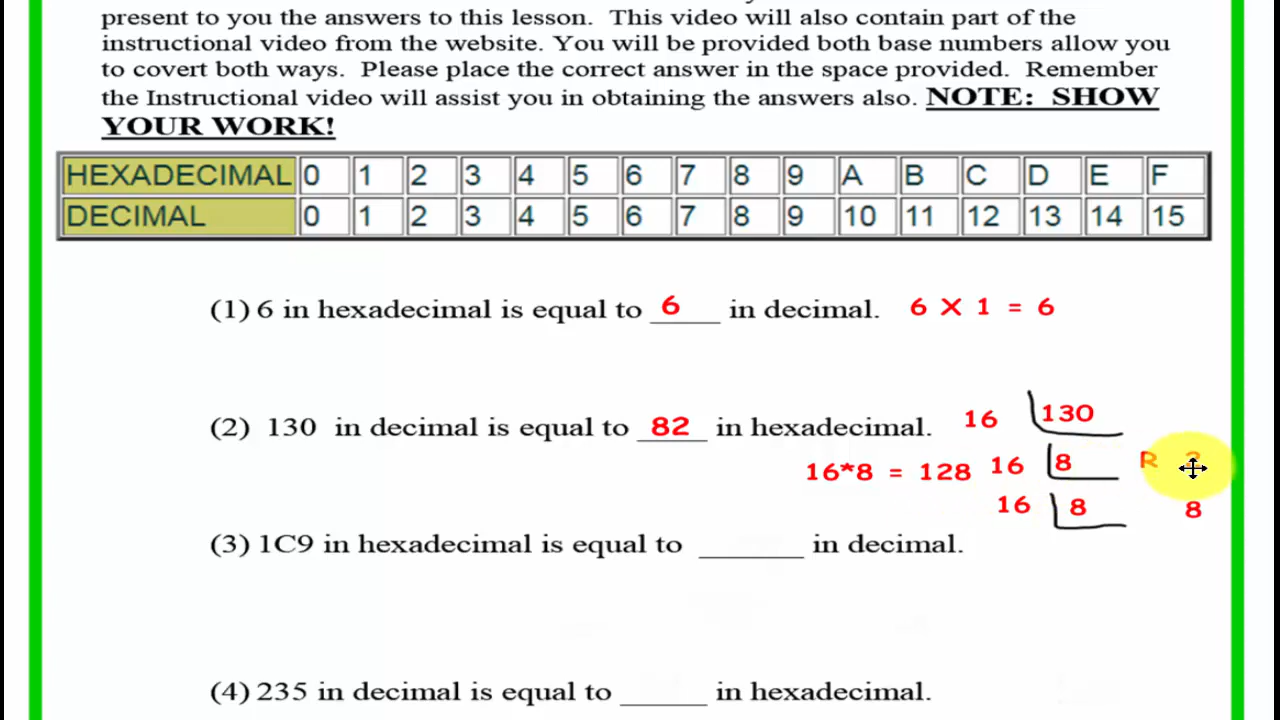 present to you the answers to this lesson. This video will also contain part of the
instructional video from the website. You will be provided both base numbers allow you
to covert both ways. Please place the correct answer in the space provided. Remember
the Instructional video will assist you in obtaining the answers also. NOTE: SHOW
YOUR WORK!
HEXADECIMAL 0 1 2 3 4 5 6 7 8 9 A B C D E F
DECIMAL 0 1 2 3 4 5 6 7 8 9 10 11 12 13 14 15
(1) 6 in hexadecimal is equal to 6 in decimal. 6 X 1 = 6
(2) 130 in decimal is equal to 82 in hexadecimal. 16 130
16*8 = 128 16 8 R
16 8 8
(3) 1C9 in hexadecimal is equal to ______ in decimal.
(4) 235 in decimal is equal to _____ in hexadecimal.